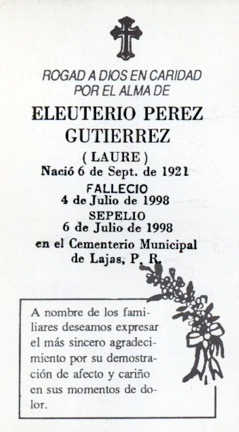 ROGAD A DIOS EN CARIDAD
POR EL ALMA DE
ELEUTERIO PEREZ
GUTIERREZ
( LAURE )
Nació 6 de Sept. de 1921
FALLECIO
4 de Julio de 1998
SEPELIO
6 de Julio de 1998
en el Cementerio Municipal
de Lajas, P. R.
A nombre de los fami-
liares deseamos expresar
el más sincero agradeci-
miento por su demostra-
ción de afecto y cariño
en sus momentos de do-
lor.